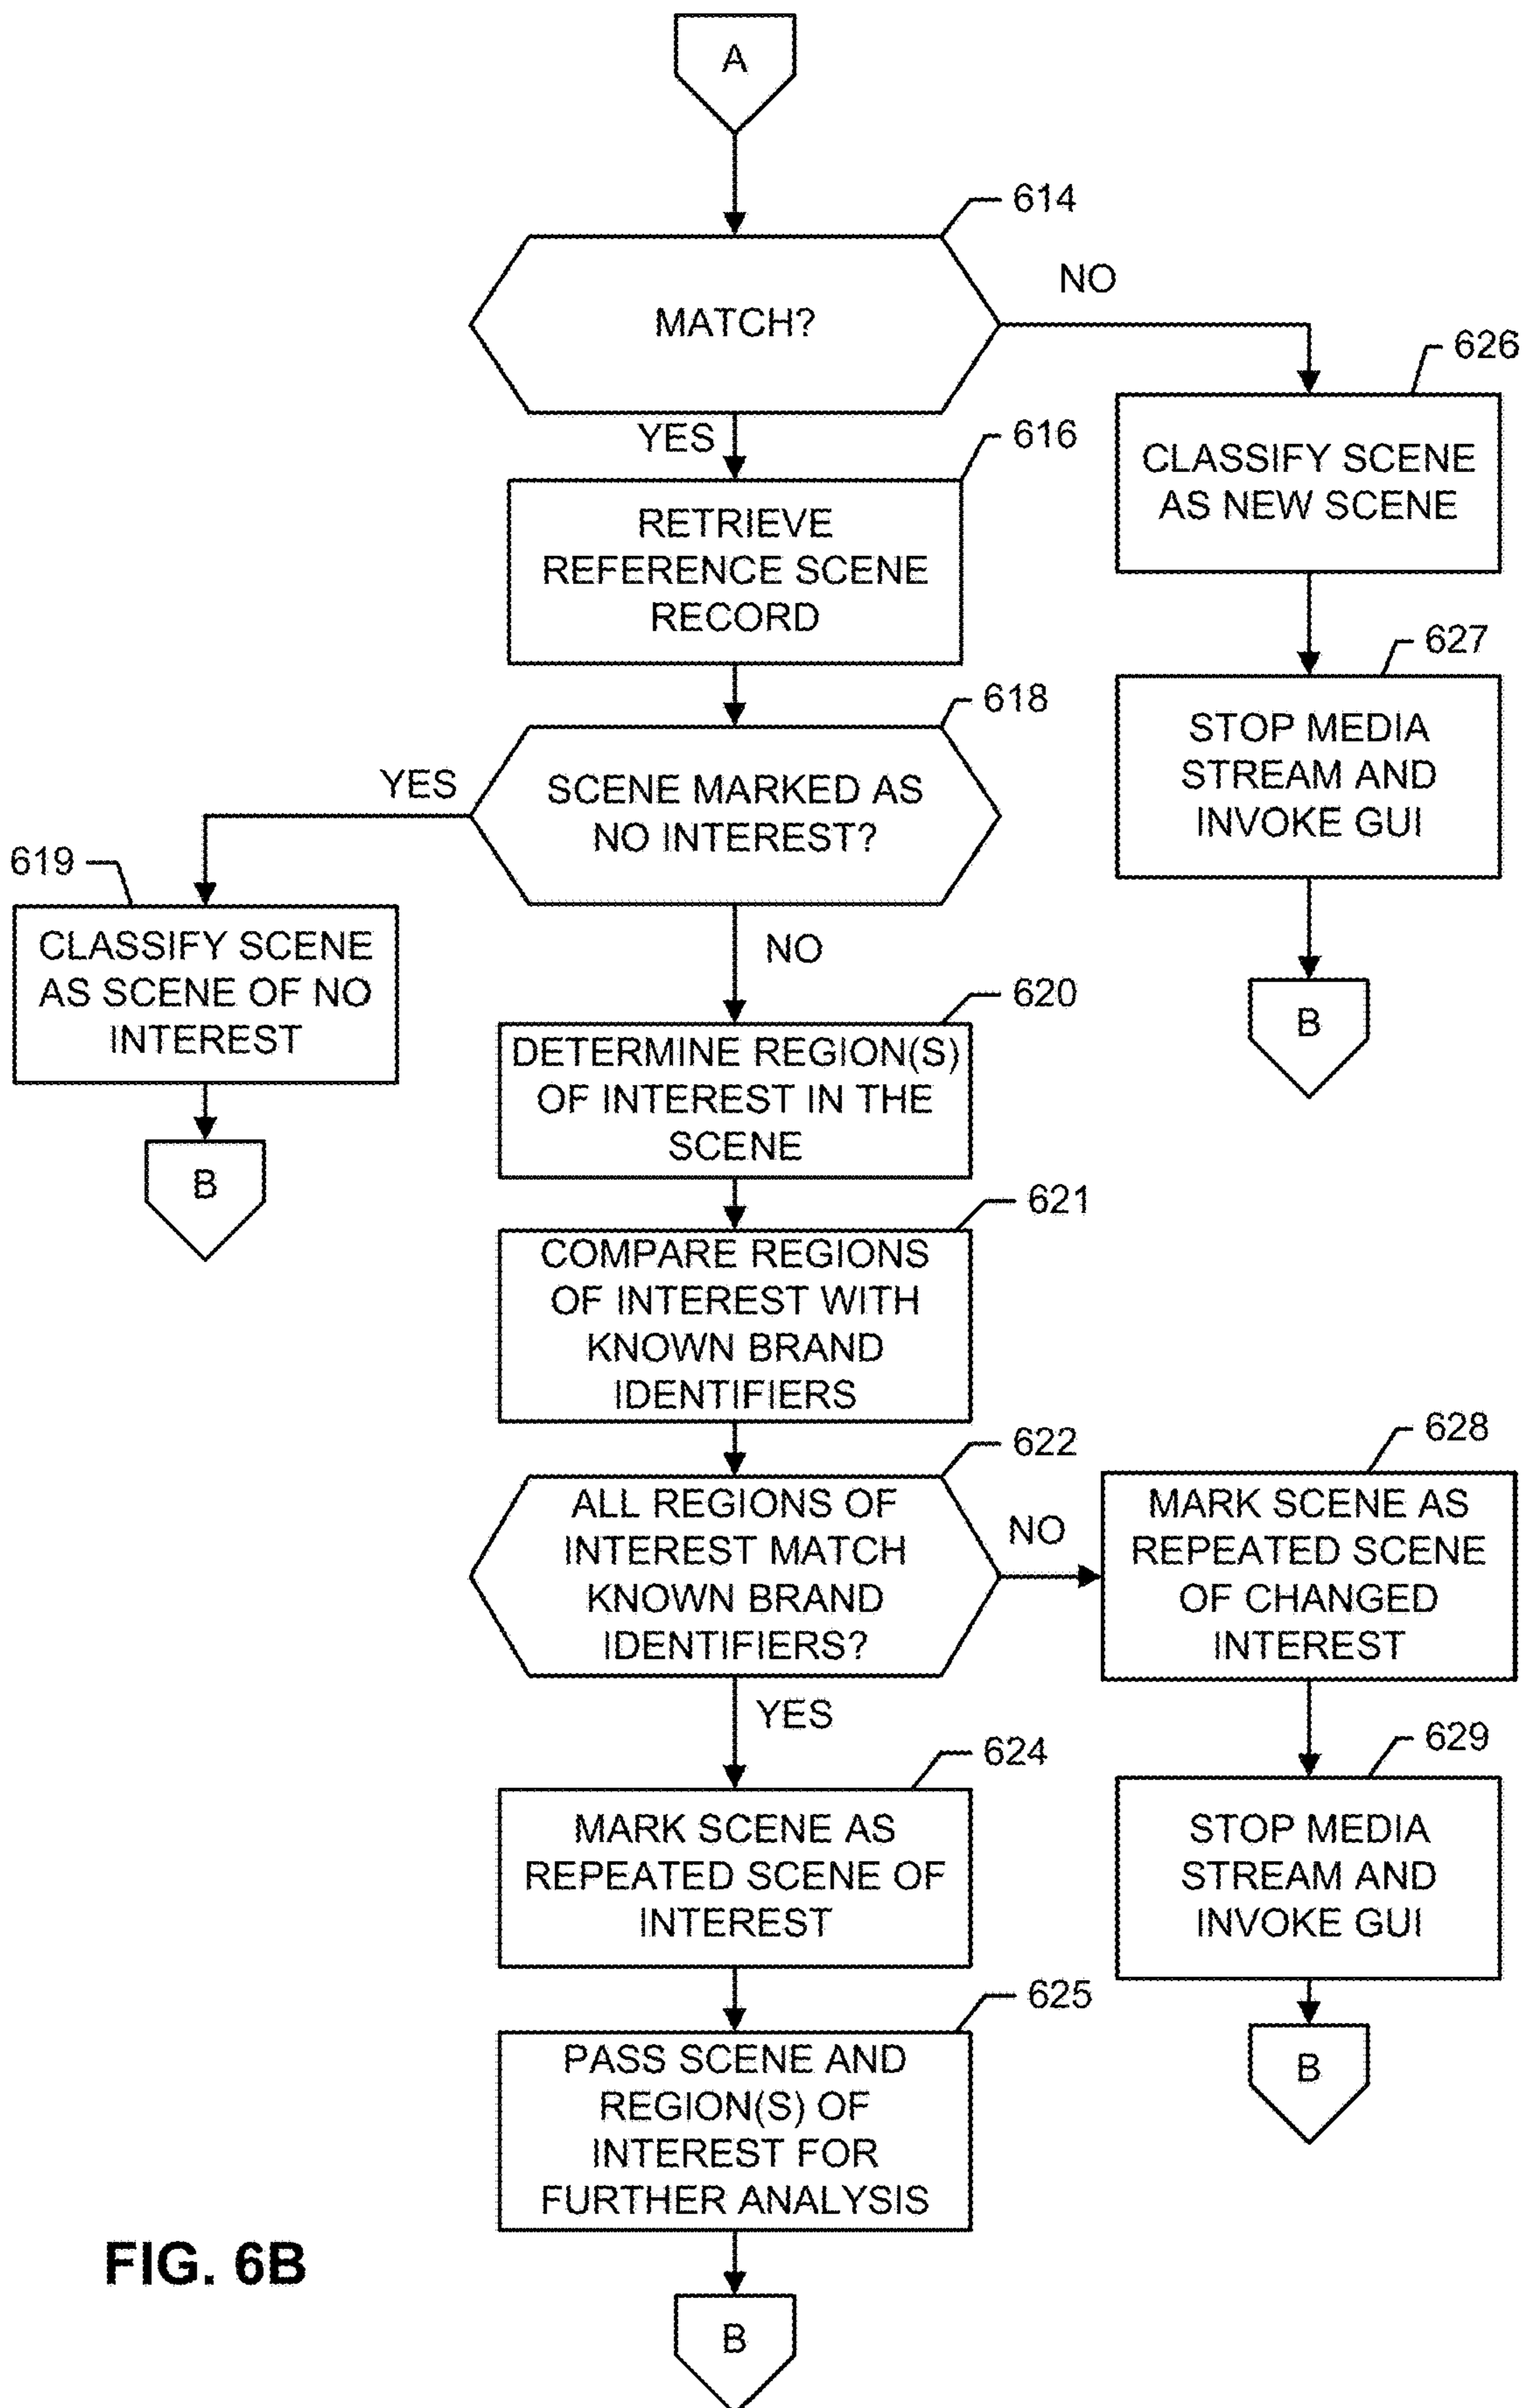 A
614
MATCH?
NO
626
CLASSIFY SCENE
AS NEW SCENE
YES
616
RETRIEVE
REFERENCE SCENE
RECORD
627
STOP MEDIA
STREAM AND
INVOKE GUI
B
618
SCENE MARKED AS
NO INTEREST?
YES
619
CLASSIFY SCENE
AS SCENE OF NO
INTEREST
B
NO
620
DETERMINE REGION(S)
OF INTEREST IN THE
SCENE
621
COMPARE REGIONS
OF INTEREST WITH
KNOWN BRAND
IDENTIFIERS
622
ALL REGIONS OF
INTEREST MATCH
KNOWN BRAND
IDENTIFIERS?
NO
628
MARK SCENE AS
REPEATED SCENE
OF CHANGED
INTEREST
YES
624
MARK SCENE AS
REPEATED SCENE OF
INTEREST
629
STOP MEDIA
STREAM AND
INVOKE GUI
B
625
PASS SCENE AND
REGION(S) OF
INTEREST FOR
FURTHER ANALYSIS
B
FIG. 6B